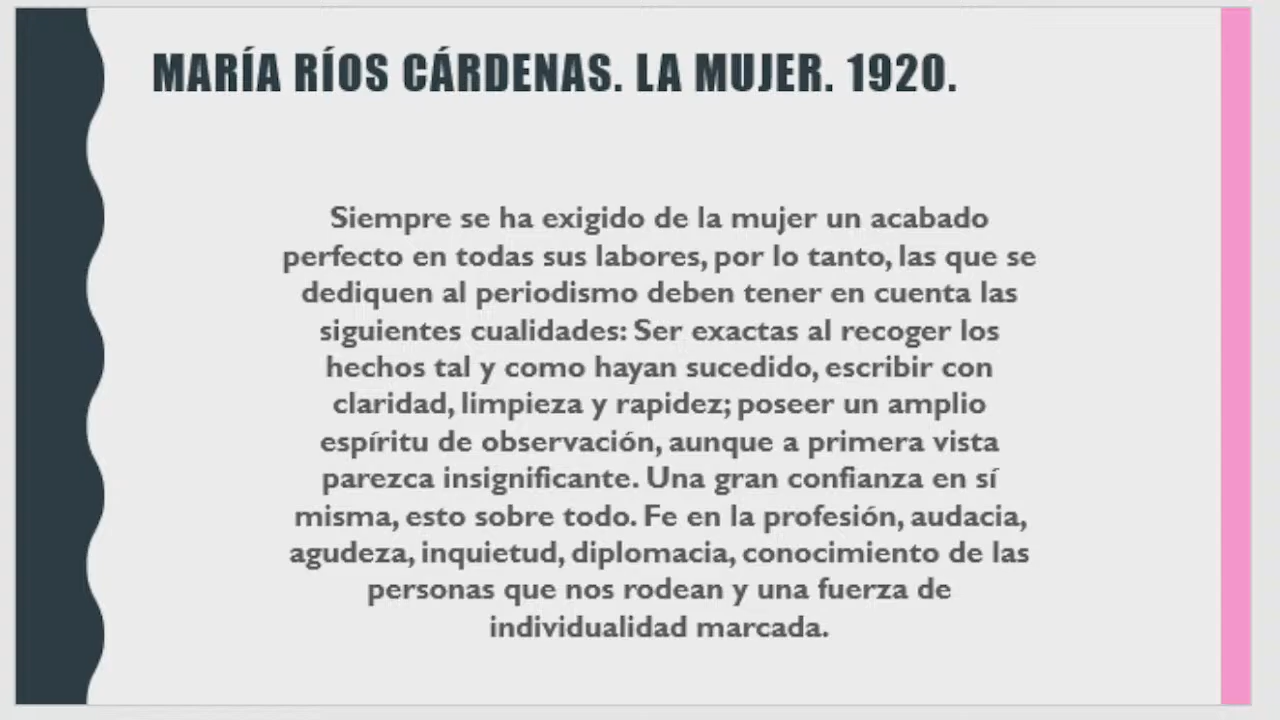 MARÍA RÍOS CÁRDENAS. LA MUJER. 1920.
Siempre se ha exigido de la mujer un acabado
perfecto en todas sus labores, por lo tanto, las que se
dediquen al periodismo deben tener en cuenta las
siguientes cualidades: Ser exactas al recoger los
hechos tal y como hayan sucedido, escribir con
claridad, limpieza y rapidez; poseer un amplio
espíritu de observación, aunque a primera vista
parezca insignificante. Una gran confianza en sí
misma, esto sobre todo. Fe en la profesión, audacia,
agudeza, inquietud, diplomacia, conocimiento de las
personas que nos rodean y una fuerza de
individualidad marcada.